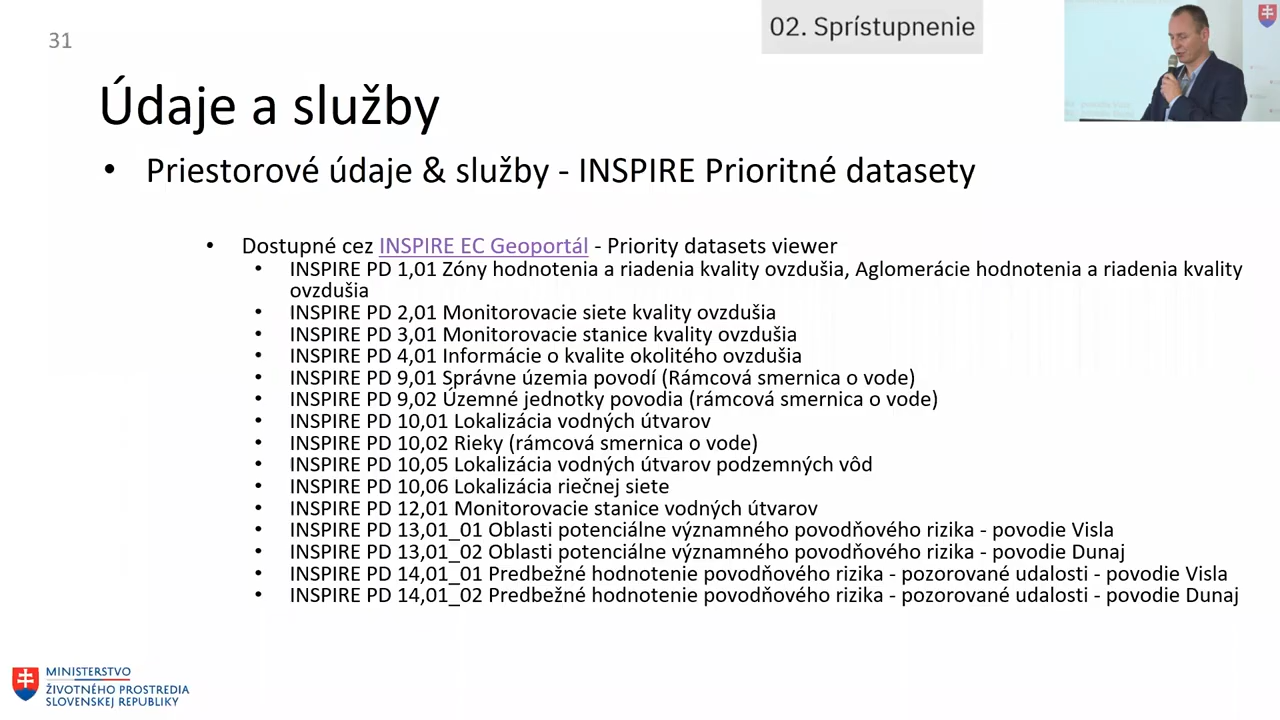 31
02. Sprístupnenie
Údaje a služby
• Priestorové údaje & služby - INSPIRE Prioritné datasety
• Dostupné cez INSPIRE EC Geoportál - Priority datasets viewer
• INSPIRE PD 1,01 Zóny hodnotenia a riadenia kvality ovzdušia, Aglomerácie hodnotenia a riadenia kvality
ovzdušia
• INSPIRE PD 2,01 Monitorovacie siete kvality ovzdušia
• INSPIRE PD 3,01 Monitorovacie stanice kvality ovzdušia
• INSPIRE PD 4,01 Informácie o kvalite okolitého ovzdušia
• INSPIRE PD 9,01 Správne územia povodí (Rámcová smernica o vode)
• INSPIRE PD 9,02 Územné jednotky povodia (rámcová smernica o vode)
• INSPIRE PD 10,01 Lokalizácia vodných útvarov
• INSPIRE PD 10,02 Rieky (rámcová smernica o vode)
• INSPIRE PD 10,05 Lokalizácia vodných útvarov podzemných vôd
• INSPIRE PD 10,06 Lokalizácia riečnej siete
• INSPIRE PD 12,01 Monitorovacie stanice vodných útvarov
• INSPIRE PD 13,01_01 Oblasti potenciálne významného povodňového rizika - povodie Visla
• INSPIRE PD 13,01_02 Oblasti potenciálne významného povodňového rizika - povodie Dunaj
• INSPIRE PD 14,01_01 Predbežné hodnotenie povodňového rizika - pozorované udalosti - povodie Visla
• INSPIRE PD 14,01_02 Predbežné hodnotenie povodňového rizika - pozorované udalosti - povodie Dunaj
MINISTERSTVO
ŽIVOTNÉHO PROSTREDIA
SLOVENSKEJ REPUBLIKY